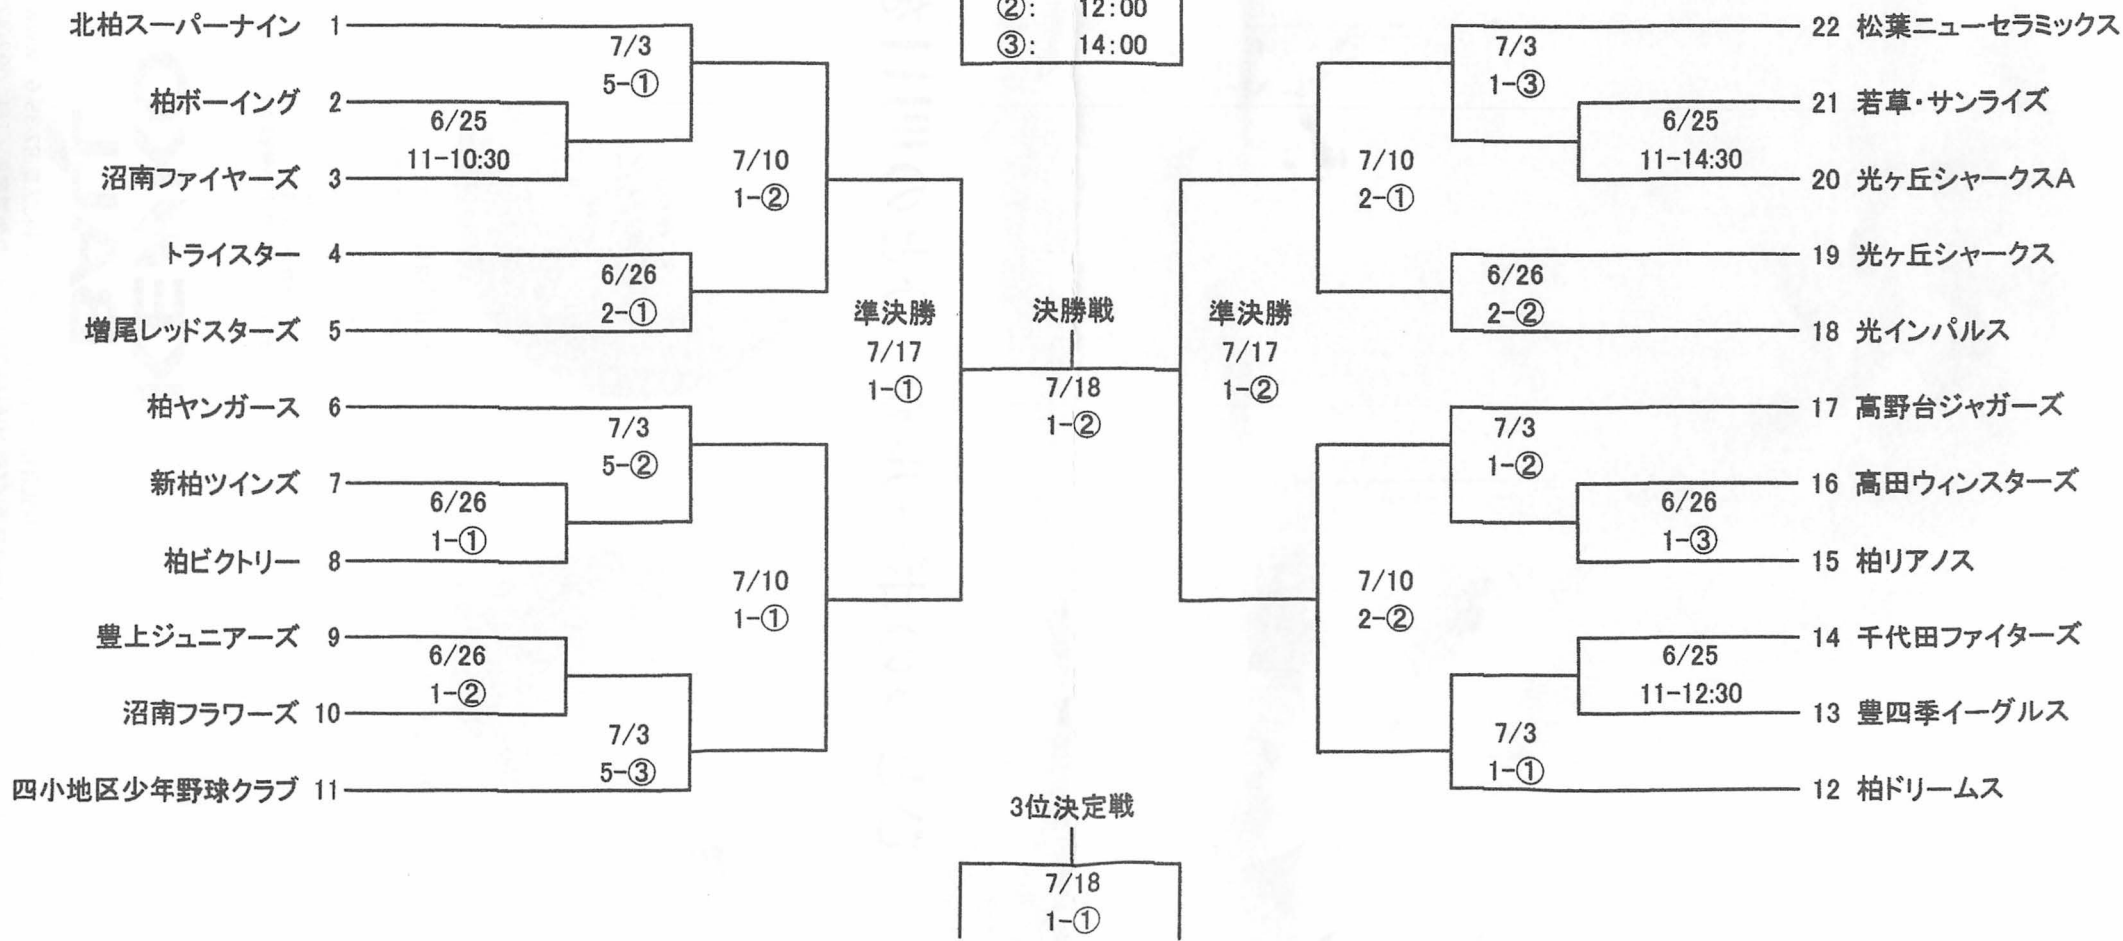 ②: 12:00
③: 14:00
北柏スーパーナイン 1
7/3
5-①
柏ボーイング 2
6/25
11-10:30
沼南ファイヤーズ 3
7/10
1-②
トライスター 4
6/26
2-①
増尾レッドスターズ 5
準決勝
7/17
1-①
柏ヤンガース 6
7/3
5-②
新柏ツインズ 7
6/26
1-①
柏ビクトリー 8
7/10
1-①
豊上ジュニアーズ 9
6/26
1-②
沼南フラワーズ 10
7/3
5-③
四小地区少年野球クラブ 11
決勝戦
7/18
1-②
3位決定戦
7/18
1-①
22 松葉ニューセラミックス
7/3
1-③
21 若草・サンライズ
6/25
11-14:30
20 光ヶ丘シャークスA
7/10
2-①
19 光ヶ丘シャークス
6/26
2-②
18 光インパルス
準決勝
7/17
1-②
17 高野台ジャガーズ
7/3
1-②
16 高田ウィンスターズ
6/26
1-③
15 柏リアノス
7/10
2-②
14 千代田ファイターズ
6/25
11-12:30
13 豊四季イーグルス
7/3
1-①
12 柏ドリームス